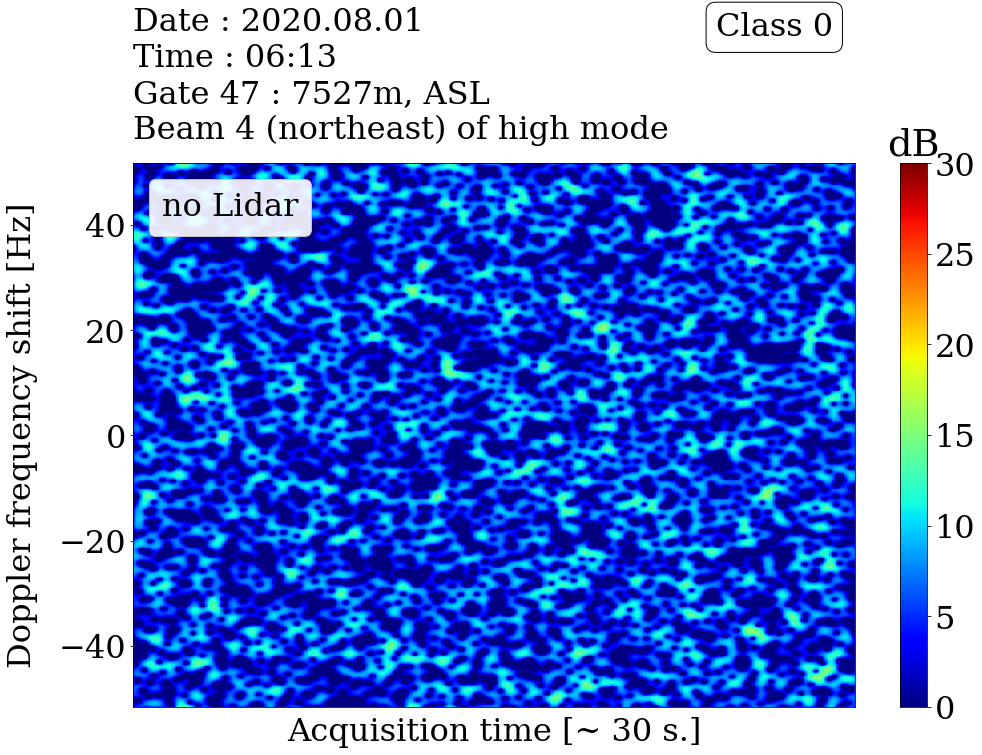 Date : 2020.08.01
Time : 06:13
Gate 47 : 7527m, ASL
Beam 4 (northeast) of high mode
Class 0
dB
no Lidar
Doppler frequency shift [Hz]
40
20
0
−20
−40
Acquisition time [~ 30 s.]
30
25
20
15
10
5
0